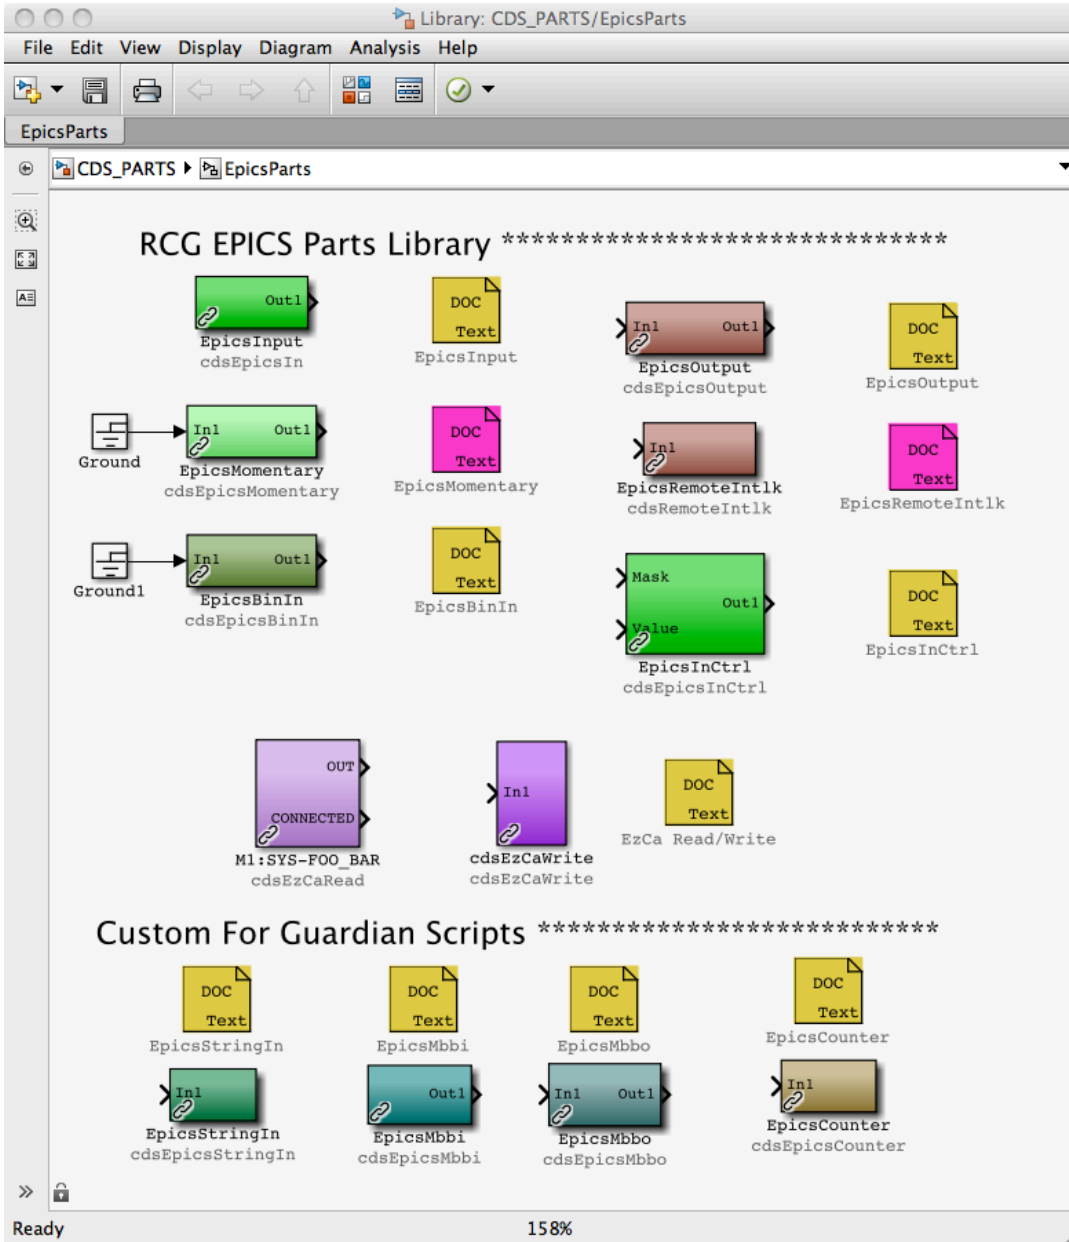 Library: CDS_PARTS/EpicsParts
File Edit View Display Diagram Analysis Help
EpicsParts
CDS_PARTS EpicsParts
RCG EPICS Parts Library ******************************
Out1
EpicsInput
cdsEpicsIn
DOC
Text
EpicsInput
In1 Out1
EpicsOutput
cdsEpicsOutput
DOC
Text
EpicsOutput
Ground
In1 Out1
EpicsMomentary
cdsEpicsMomentary
DOC
Text
EpicsMomentary
In1
EpicsRemoteIntlk
cdsRemoteIntlk
DOC
Text
EpicsRemoteIntlk
Ground1
In1 Out1
EpicsBinIn
cdsEpicsBinIn
DOC
Text
EpicsBinIn
Mask
Out1
Value
EpicsInCtrl
cdsEpicsInCtrl
DOC
Text
EpicsInCtrl
OUT
CONNECTED
M1:SYS-FOO_BAR
cdsEzCaRead
In1
cdsEzCaWrite
cdsEzCaWrite
DOC
Text
EzCa Read/Write
Custom For Guardian Scripts ***************************
DOC
Text
EpicsStringIn
DOC
Text
EpicsMbbi
DOC
Text
EpicsMbbo
DOC
Text
EpicsCounter
In1
EpicsStringIn
cdsEpicsStringIn
Out1
EpicsMbbi
cdsEpicsMbbi
In1 Out1
EpicsMbbo
cdsEpicsMbbo
In1
EpicsCounter
cdsEpicsCounter
Ready 158%